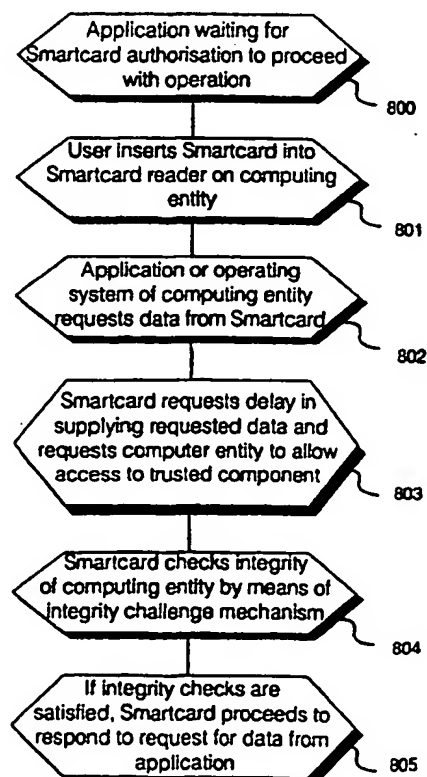 Application waiting for
Smartcard authorisation to proceed
with operation
800
User inserts Smartcard into
Smartcard reader on computing
entity
801
Application or operating
system of computing entity
requests data from Smartcard
802
Smartcard requests delay in
supplying requested data and
requests computer entity to allow
access to trusted component
803
Smartcard checks integrity
of computing entity by means of
integrity challenge mechanism
804
If integrity checks are
satisfied, Smartcard proceeds to
respond to request for data from
application
805